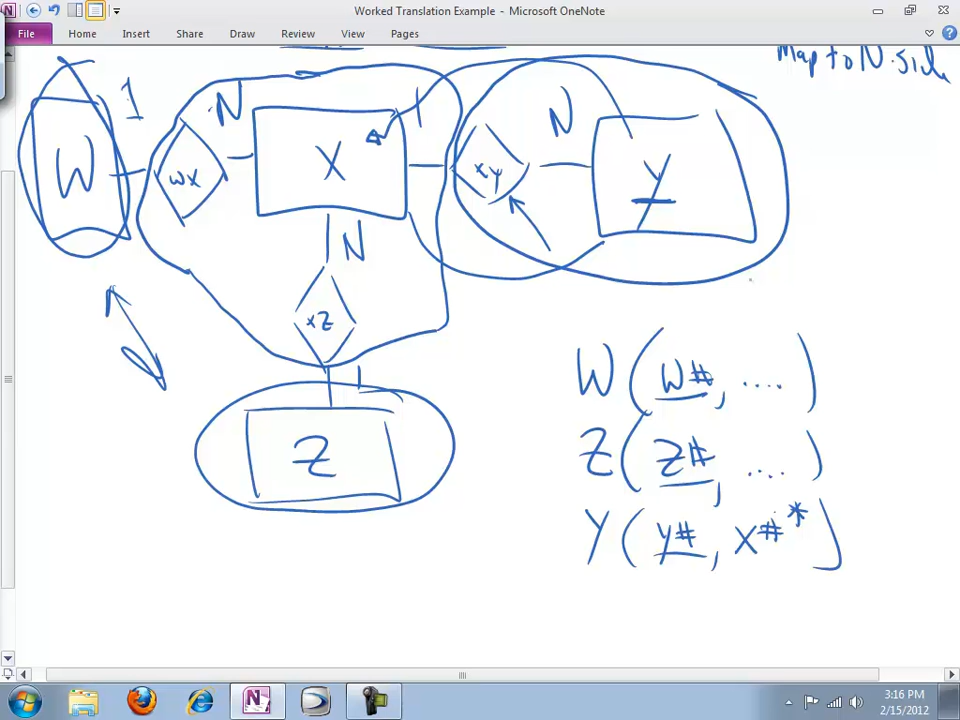 Worked Translation Example - Microsoft OneNote
File Home Insert Share Draw Review View Pages
Map to N-side
W 1 wx N X 1 xy N Y
N
xz
1
Z
W (W#, ....)
Z (Z#, ....)
Y (Y#, X#*)
3:16 PM
2/15/2012